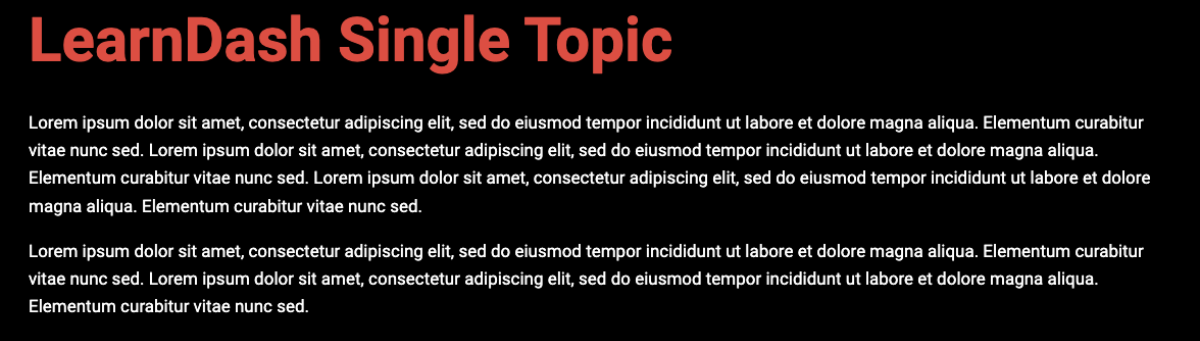 LearnDash Single Topic
Lorem ipsum dolor sit amet, consectetur adipiscing elit, sed do eiusmod tempor incididunt ut labore et dolore magna aliqua. Elementum curabitur
vitae nunc sed. Lorem ipsum dolor sit amet, consectetur adipiscing elit, sed do eiusmod tempor incididunt ut labore et dolore magna aliqua.
Elementum curabitur vitae nunc sed. Lorem ipsum dolor sit amet, consectetur adipiscing elit, sed do eiusmod tempor incididunt ut labore et dolore
magna aliqua. Elementum curabitur vitae nunc sed.
Lorem ipsum dolor sit amet, consectetur adipiscing elit, sed do eiusmod tempor incididunt ut labore et dolore magna aliqua. Elementum curabitur
vitae nunc sed. Lorem ipsum dolor sit amet, consectetur adipiscing elit, sed do eiusmod tempor incididunt ut labore et dolore magna aliqua.
Elementum curabitur vitae nunc sed.